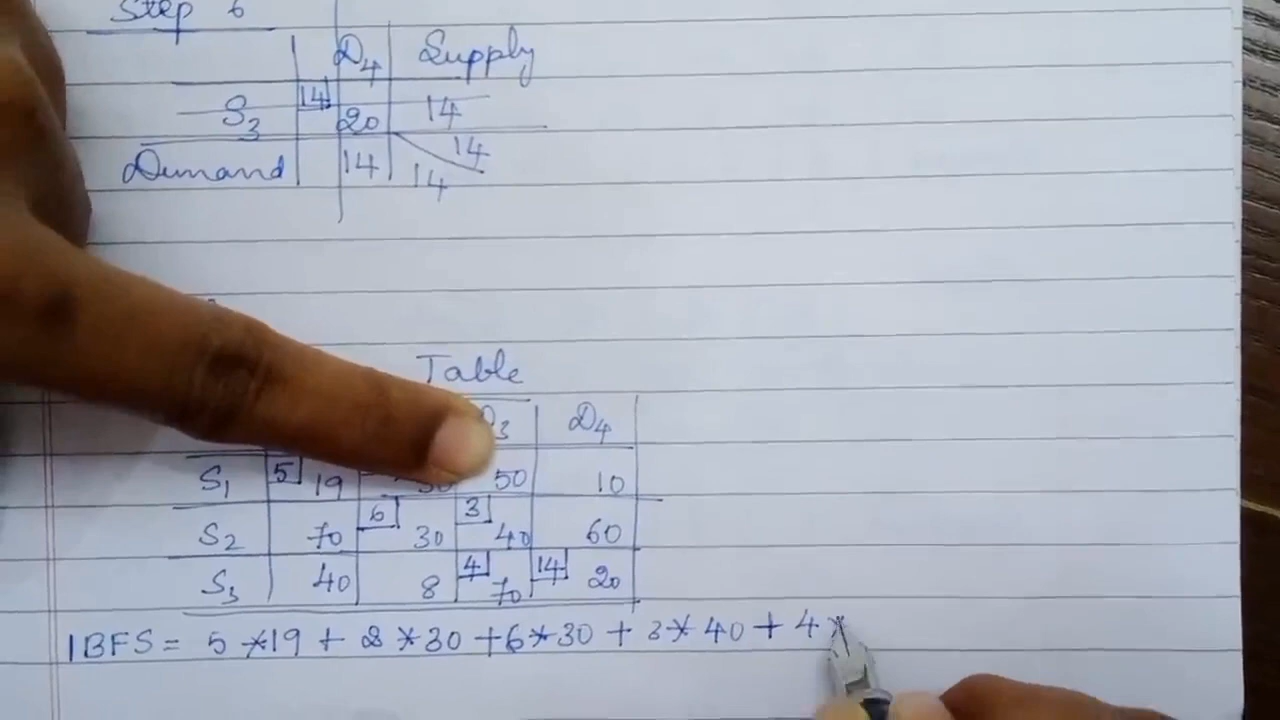 Step 6
D4 Supply
S3 14 20 14
Demand 14 14 14
Table
D3 D4
S1 5 19 30 50 10
S2 70 6 30 3 40 60
S3 40 8 4 70 14 20
IBFS = 5 *19 + 2 *30 +6*30 + 3* 40 + 4 *